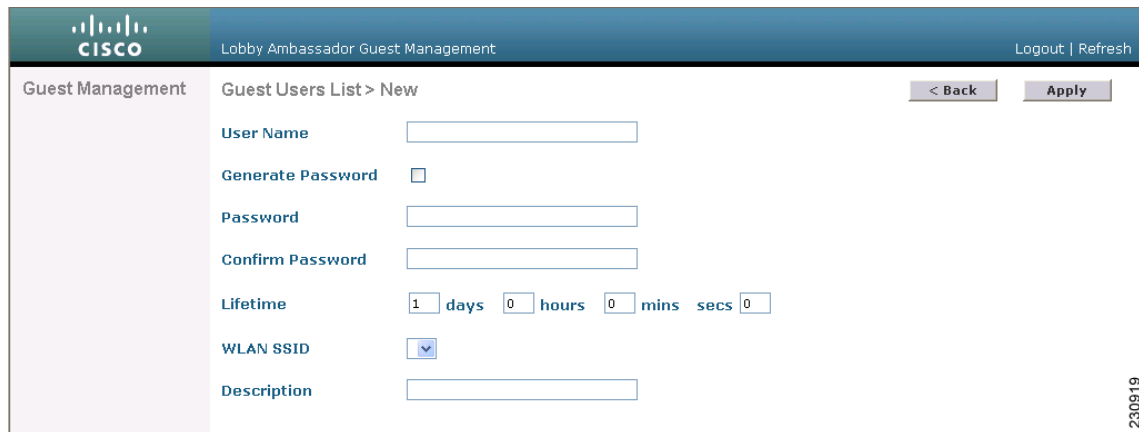 CISCO
Lobby Ambassador Guest Management
Logout | Refresh
Guest Management
Guest Users List > New
< Back
Apply
User Name
Generate Password
Password
Confirm Password
Lifetime 1 days 0 hours 0 mins secs 0
WLAN SSID
Description
230919